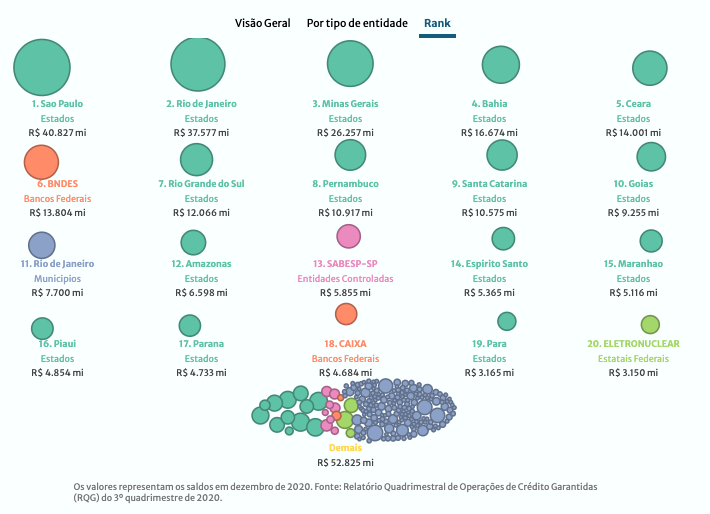 Visão Geral Por tipo de entidade Rank
1. Sao Paulo 2. Rio de Janeiro 3. Minas Gerais 4. Bahia 5. Ceara
Estados Estados Estados Estados Estados
R$ 40.827 mi R$ 37.577 mi R$ 26.257 mi R$ 16.674 mi R$ 14.001 mi
6. BNDES 7. Rio Grande do Sul 8. Pernambuco 9. Santa Catarina 10. Goias
Bancos Federais Estados Estados Estados Estados
R$ 13.804 mi R$ 12.066 mi R$ 10.917 mi R$ 10.575 mi R$ 9.255 mi
11. Rio de Janeiro 12. Amazonas 13. SABESP-SP 14. Espirito Santo 15. Maranhao
Municipios Estados Entidades Controladas Estados Estados
R$ 7.700 mi R$ 6.598 mi R$ 5.855 mi R$ 5.365 mi R$ 5.116 mi
16. Piaui 17. Parana 18. CAIXA 19. Para 20. ELETRONUCLEAR
Estados Estados Bancos Federais Estados Estatais Federais
R$ 4.854 mi R$ 4.733 mi R$ 4.684 mi R$ 3.165 mi R$ 3.150 mi
Demais
R$ 52.825 mi
Os valores representam os saldos em dezembro de 2020. Fonte: Relatório Quadrimestral de Operações de Crédito Garantidas
(RQG) do 3º quadrimestre de 2020.